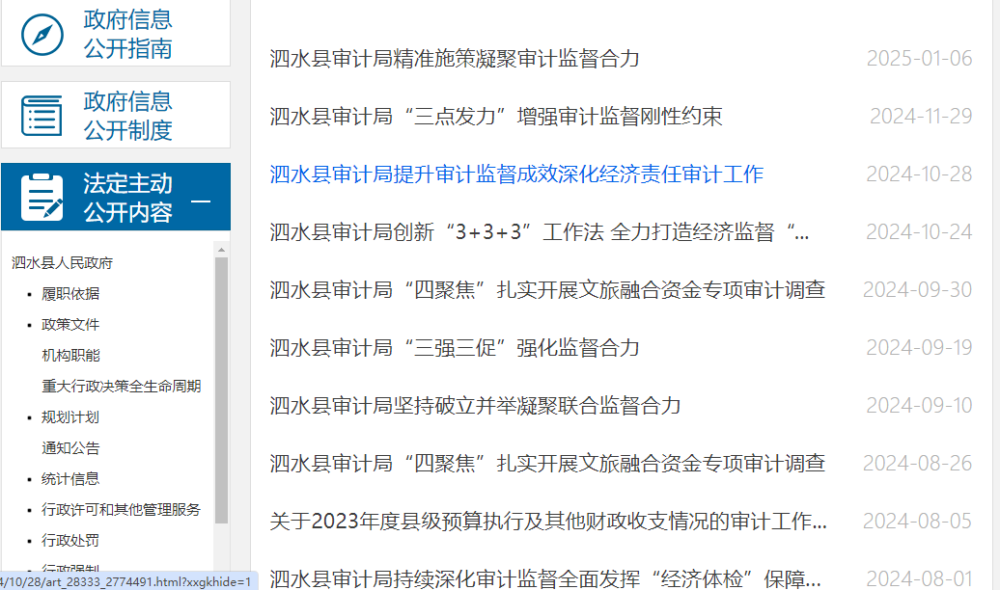 政府信息
公开指南
政府信息
公开制度
法定主动
公开内容
泗水县人民政府
履职依据
政策文件
机构职能
重大行政决策全生命周期
规划计划
通知公告
统计信息
行政许可和其他管理服务
行政处罚
行政强制
4/10/28/art_28333_2774491.html?xxgkhide=1
泗水县审计局精准施策凝聚审计监督合力 2025-01-06
泗水县审计局“三点发力”增强审计监督刚性约束 2024-11-29
泗水县审计局提升审计监督成效深化经济责任审计工作 2024-10-28
泗水县审计局创新“3+3+3”工作法 全力打造经济监督“... 2024-10-24
泗水县审计局“四聚焦”扎实开展文旅融合资金专项审计调查 2024-09-30
泗水县审计局“三强三促”强化监督合力 2024-09-19
泗水县审计局坚持破立并举凝聚联合监督合力 2024-09-10
泗水县审计局“四聚焦”扎实开展文旅融合资金专项审计调查 2024-08-26
关于2023年度县级预算执行及其他财政收支情况的审计工作... 2024-08-05
泗水县审计局持续深化审计监督全面发挥“经济体检”保障... 2024-08-01